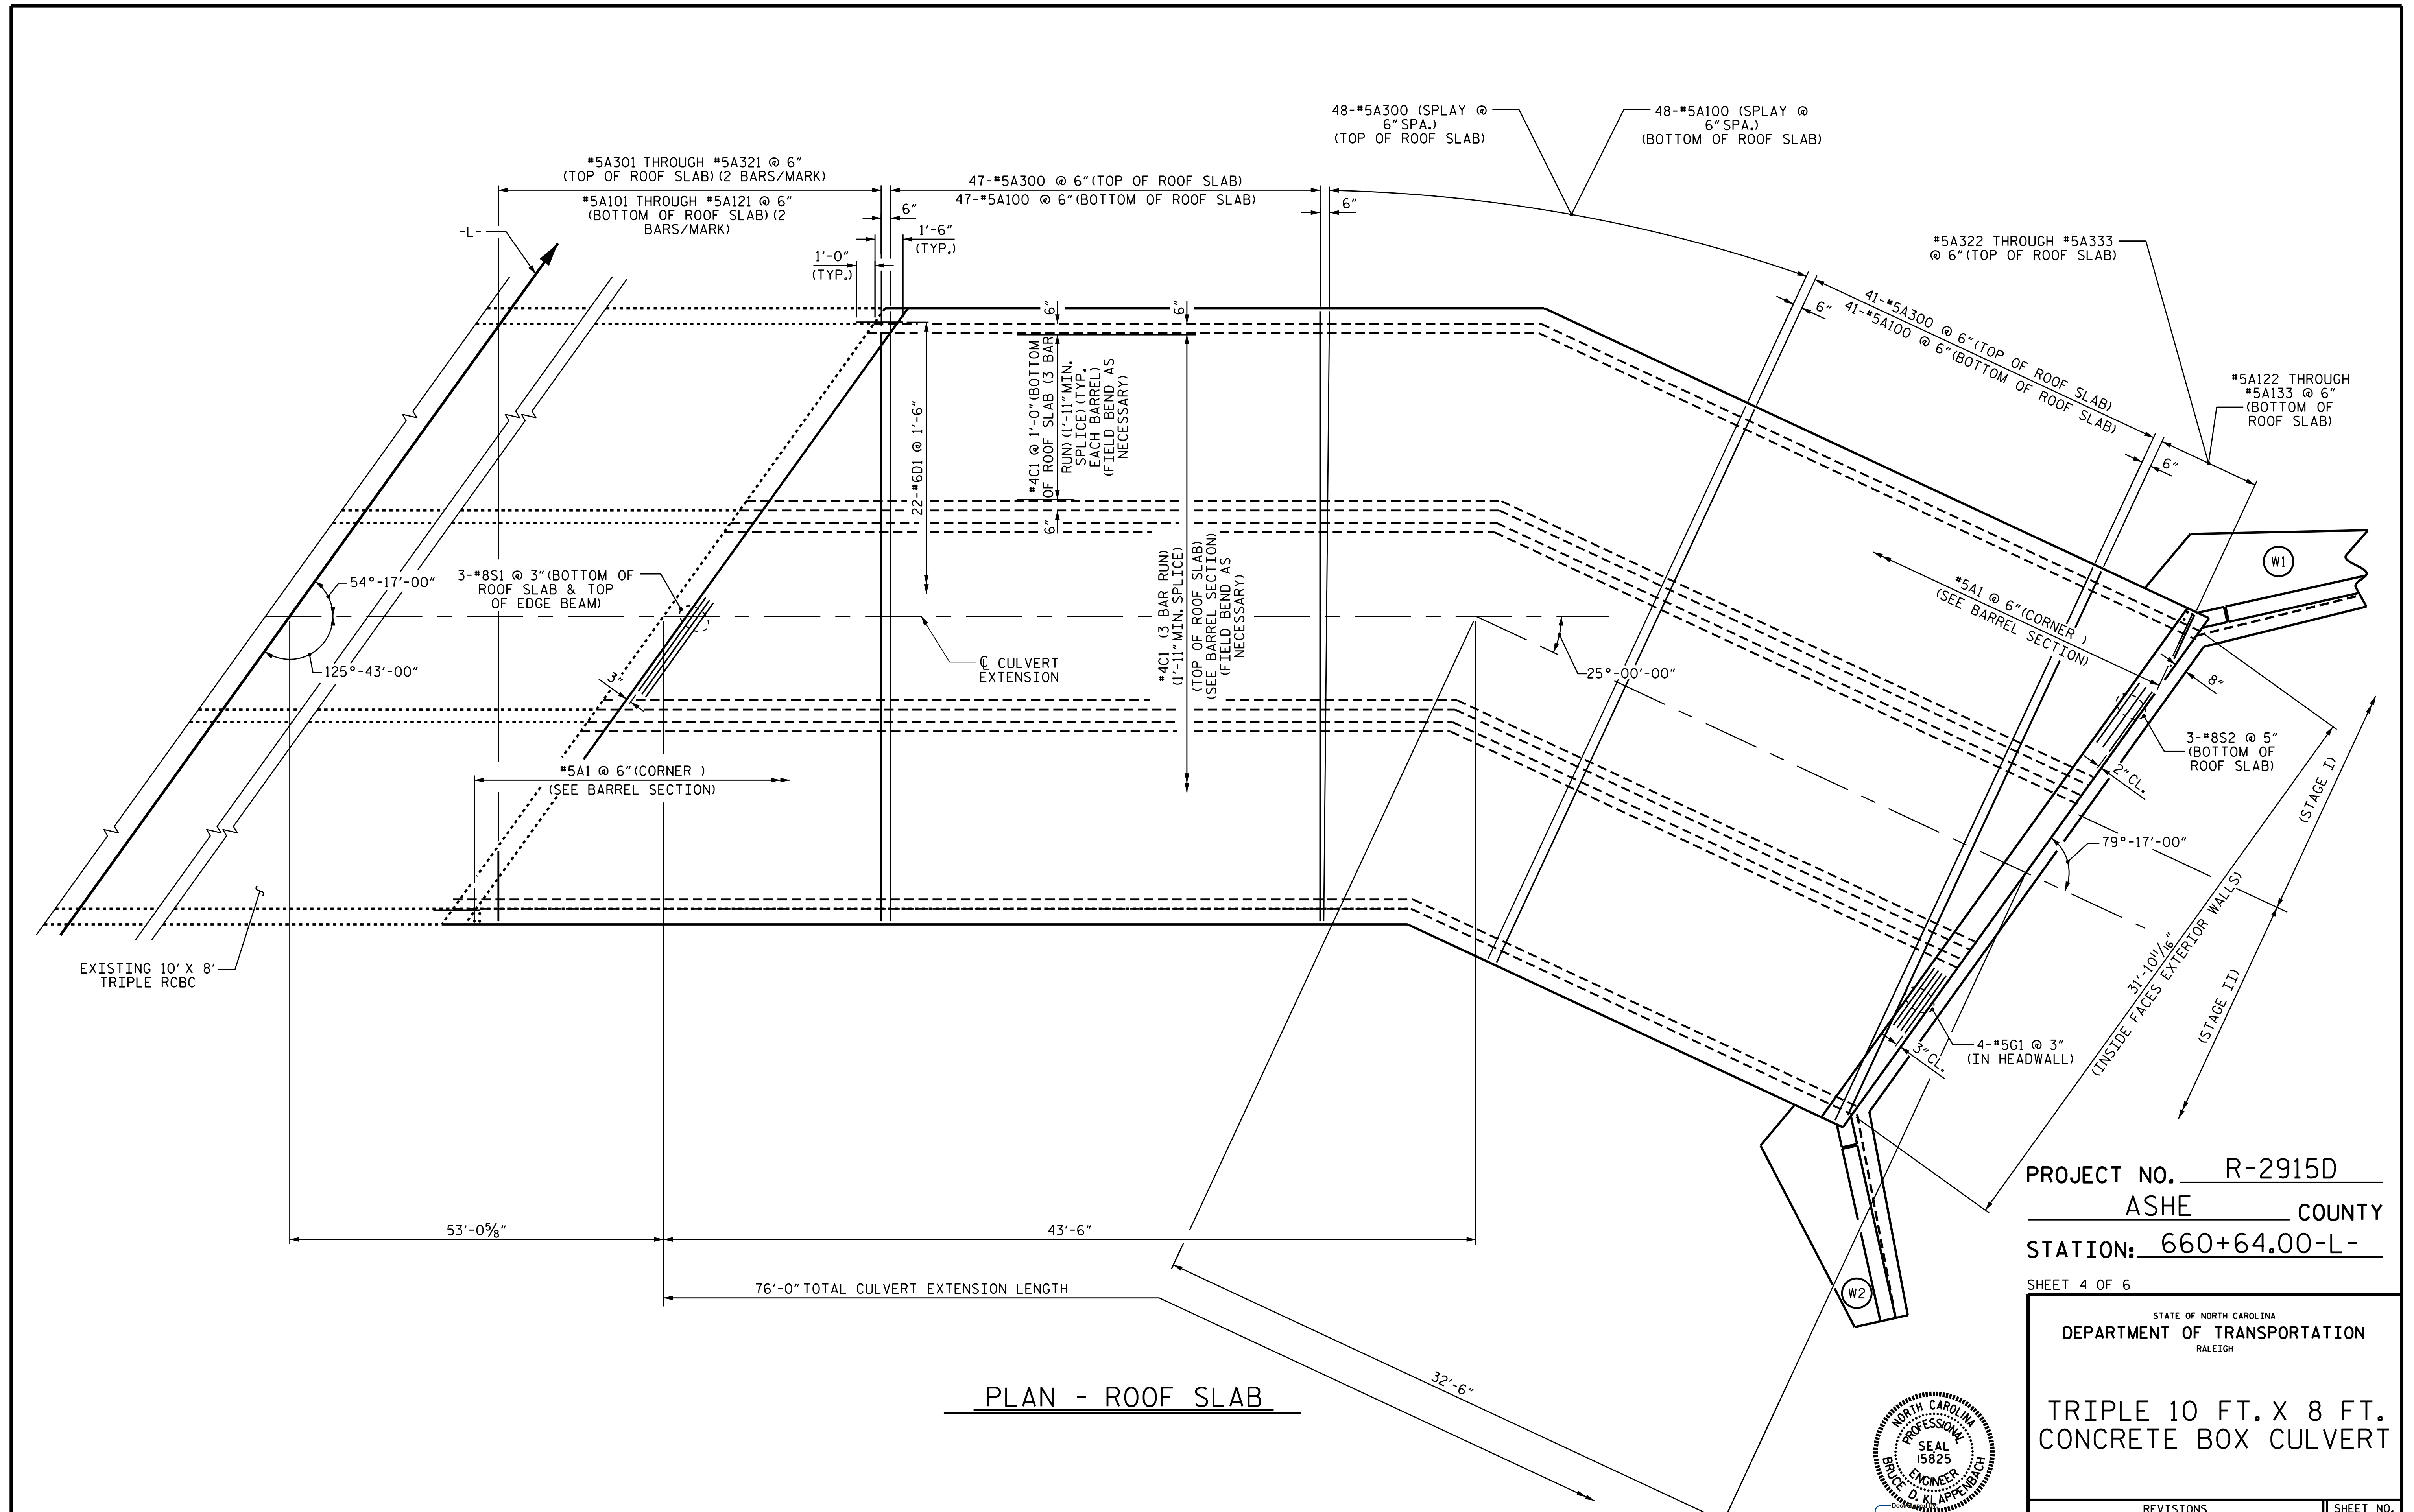 48-#5A300 (SPLAY @
6" SPA.)
(TOP OF ROOF SLAB)
48-#5A100 (SPLAY @
6" SPA.)
(BOTTOM OF ROOF SLAB)
#5A301 THROUGH #5A321 @ 6"
(TOP OF ROOF SLAB) (2 BARS/MARK)
#5A101 THROUGH #5A121 @ 6"
(BOTTOM OF ROOF SLAB) (2
BARS/MARK)
47-#5A300 @ 6" (TOP OF ROOF SLAB)
47-#5A100 @ 6" (BOTTOM OF ROOF SLAB)
6"
6"
-L-
1'-6"
(TYP.)
1'-0"
(TYP.)
#5A322 THROUGH #5A333
@ 6" (TOP OF ROOF SLAB)
41-#5A300 @ 6" (TOP OF ROOF SLAB)
41-#5A100 @ 6" (BOTTOM OF ROOF SLAB)
6"
6"
#5A122 THROUGH
#5A133 @ 6"
(BOTTOM OF
ROOF SLAB)
6"
6"
22-#6D1 @ 1'-6"
#4C1 @ 1'-0" (BOTTOM
OF ROOF SLAB (3 BAR
RUN) (1'-11" MIN.
SPLICE) (TYP.
EACH BARREL)
(FIELD BEND AS
NECESSARY)
6"
#4C1 (3 BAR RUN)
(1'-11" MIN. SPLICE)
(TOP OF ROOF SLAB)
(SEE BARREL SECTION)
(FIELD BEND AS
NECESSARY)
54°-17'-00"
125°-43'-00"
3-#8S1 @ 3" (BOTTOM OF
ROOF SLAB & TOP
OF EDGE BEAM)
3"
℄ CULVERT
EXTENSION
25°-00'-00"
#5A1 @ 6" (CORNER )
(SEE BARREL SECTION)
W1
8"
3-#8S2 @ 5"
(BOTTOM OF
ROOF SLAB)
2" CL.
(STAGE I)
79°-17'-00"
#5A1 @ 6" (CORNER )
(SEE BARREL SECTION)
31'-10 11/16"
(INSIDE FACES EXTERIOR WALLS)
(STAGE II)
4-#5G1 @ 3"
(IN HEADWALL)
3" CL.
EXISTING 10' X 8'
TRIPLE RCBC
W2
53'-0⅝"
43'-6"
76'-0" TOTAL CULVERT EXTENSION LENGTH
32'-6"
PLAN - ROOF SLAB
PROJECT NO. R-2915D
ASHE COUNTY
STATION: 660+64.00-L-
SHEET 4 OF 6
STATE OF NORTH CAROLINA
DEPARTMENT OF TRANSPORTATION
RALEIGH
TRIPLE 10 FT. X 8 FT.
CONCRETE BOX CULVERT
NORTH CAROLINA
PROFESSIONAL
SEAL
15825
ENGINEER
BRUCE D. KLAPPENBACH
REVISIONS
SHEET NO.